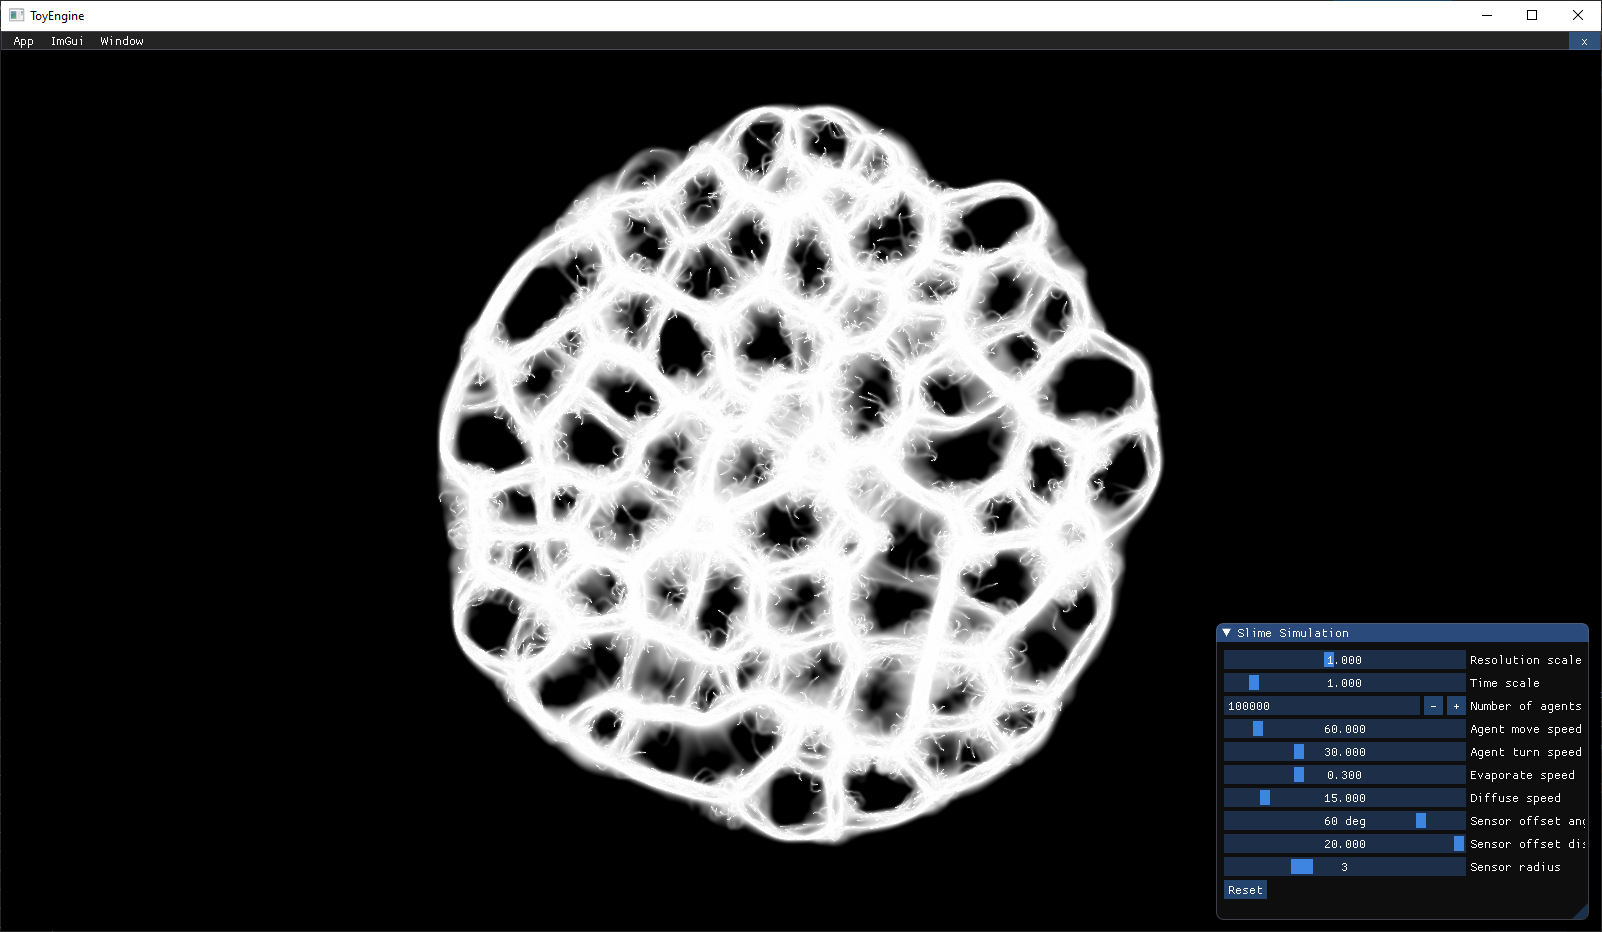 ToyEngine
App ImGui Window x
Slime Simulation
1.000 Resolution scale
1.000 Time scale
100000 - + Number of agents
60.000 Agent move speed
30.000 Agent turn speed
0.300 Evaporate speed
15.000 Diffuse speed
60 deg Sensor offset
20.000 Sensor offset
3 Sensor radius
Reset